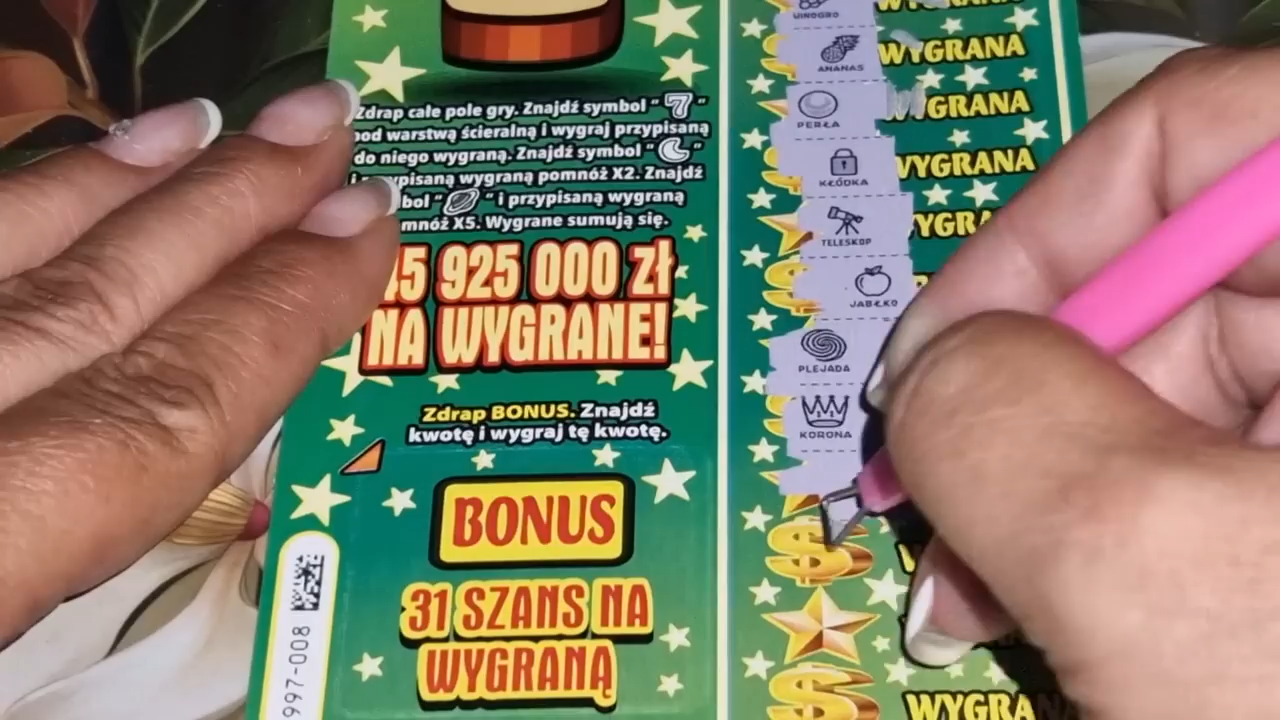 Zdrap całe pole gry. Znajdź symbol " 7 "
pod warstwą ścieralną i wygraj przypisaną
do niego wygraną. Znajdź symbol " "
i przypisaną wygraną pomnóż X2. Znajdź
" i przypisaną wygraną
X5. Wygrane sumują się.
925 000 zł
NA WYGRANE!
Zdrap BONUS. Znajdź
kwotę i wygraj tę kwotę.
BONUS
31 SZANS NA
WYGRANĄ
997-008
WYGRANA
ANANAS
WYGRANA
PERŁA
WYGRANA
KŁÓDKA
WYGRANA
TELESKOP
JABŁKO
PLEJADA
KORONA